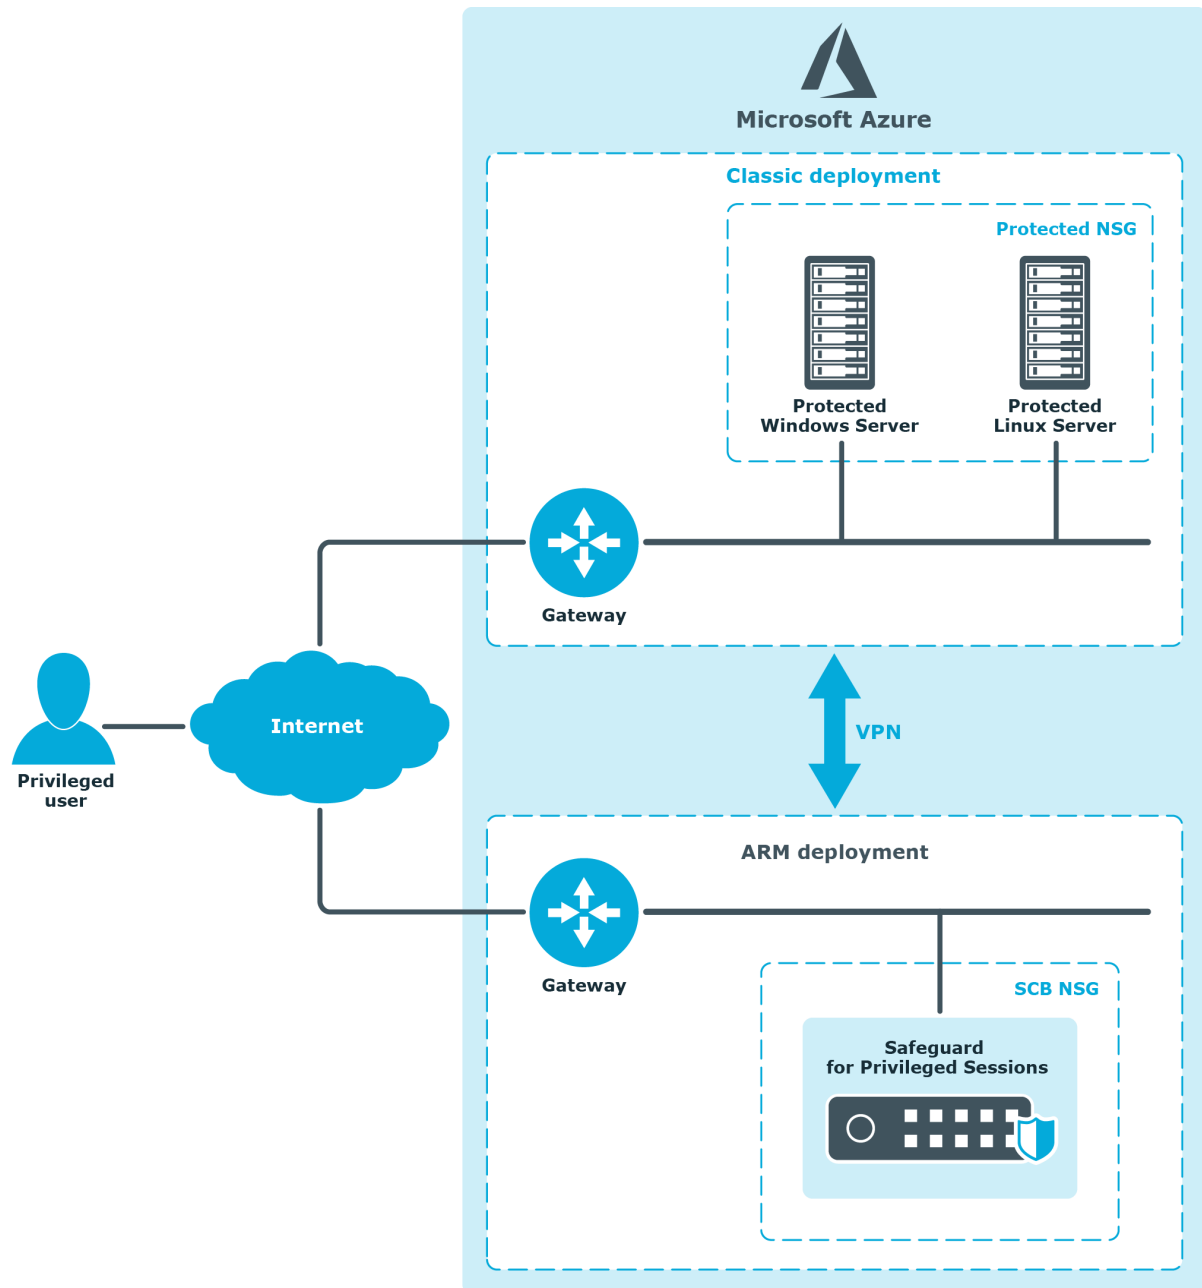 Microsoft Azure
Classic deployment
Protected NSG
Protected
Windows Server
Protected
Linux Server
Gateway
Internet
Privileged
user
VPN
ARM deployment
Gateway
SCB NSG
Safeguard
for Privileged Sessions